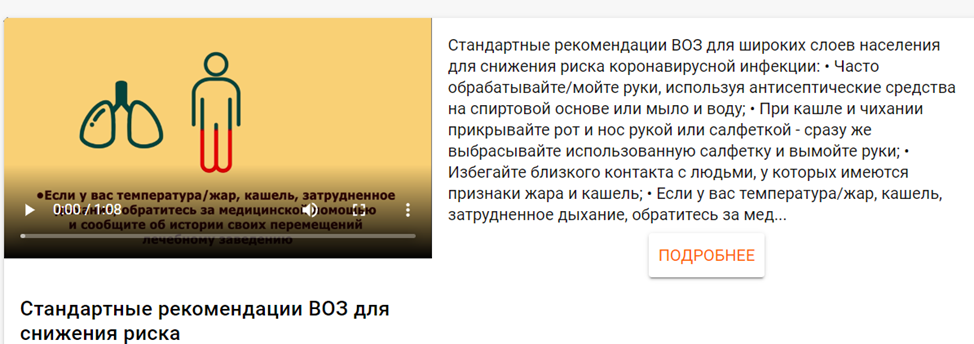 •Если у вас температура/жар, кашель, затрудненное
обратитесь за медицинской помощью
и сообщите об истории своих перемещений
лечебному заведению
0:00 / 1:08
Стандартные рекомендации ВОЗ для
снижения риска
Стандартные рекомендации ВОЗ для широких слоев населения
для снижения риска коронавирусной инфекции: • Часто
обрабатывайте/мойте руки, используя антисептические средства
на спиртовой основе или мыло и воду; • При кашле и чихании
прикрывайте рот и нос рукой или салфеткой - сразу же
выбрасывайте использованную салфетку и вымойте руки; •
Избегайте близкого контакта с людьми, у которых имеются
признаки жара и кашель; • Если у вас температура/жар, кашель,
затрудненное дыхание, обратитесь за мед...
ПОДРОБНЕЕ